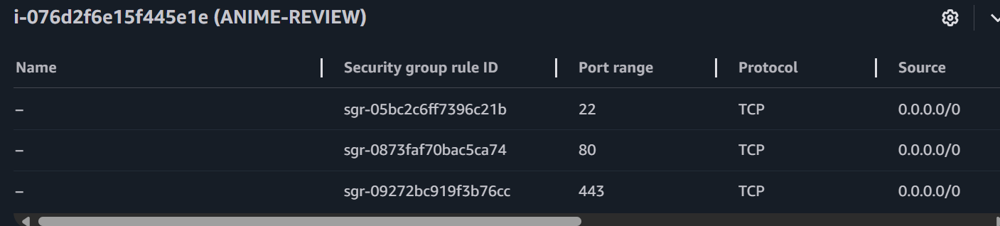 i-076d2f6e15f445e1e (ANIME-REVIEW)
Name Security group rule ID Port range Protocol Source
– sgr-05bc2c6ff7396c21b 22 TCP 0.0.0.0/0
– sgr-0873faf70bac5ca74 80 TCP 0.0.0.0/0
– sgr-09272bc919f3b76cc 443 TCP 0.0.0.0/0